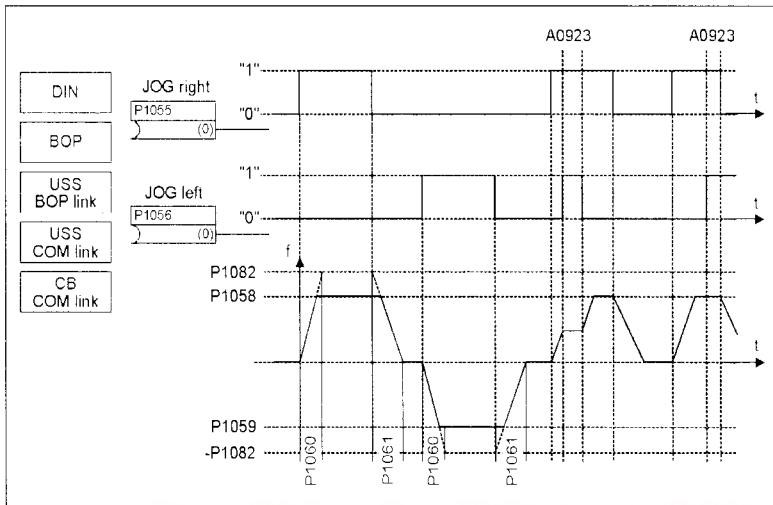 A0923
A0923
DIN
BOP
USS
BOP link
USS
COM link
CB
COM link
JOG right
P1055
(0)
"1"
"0"
t
JOG left
P1056
(0)
"1"
"0"
t
f
P1082
P1058
t
P1059
-P1082
P1060
P1061
P1060
P1061